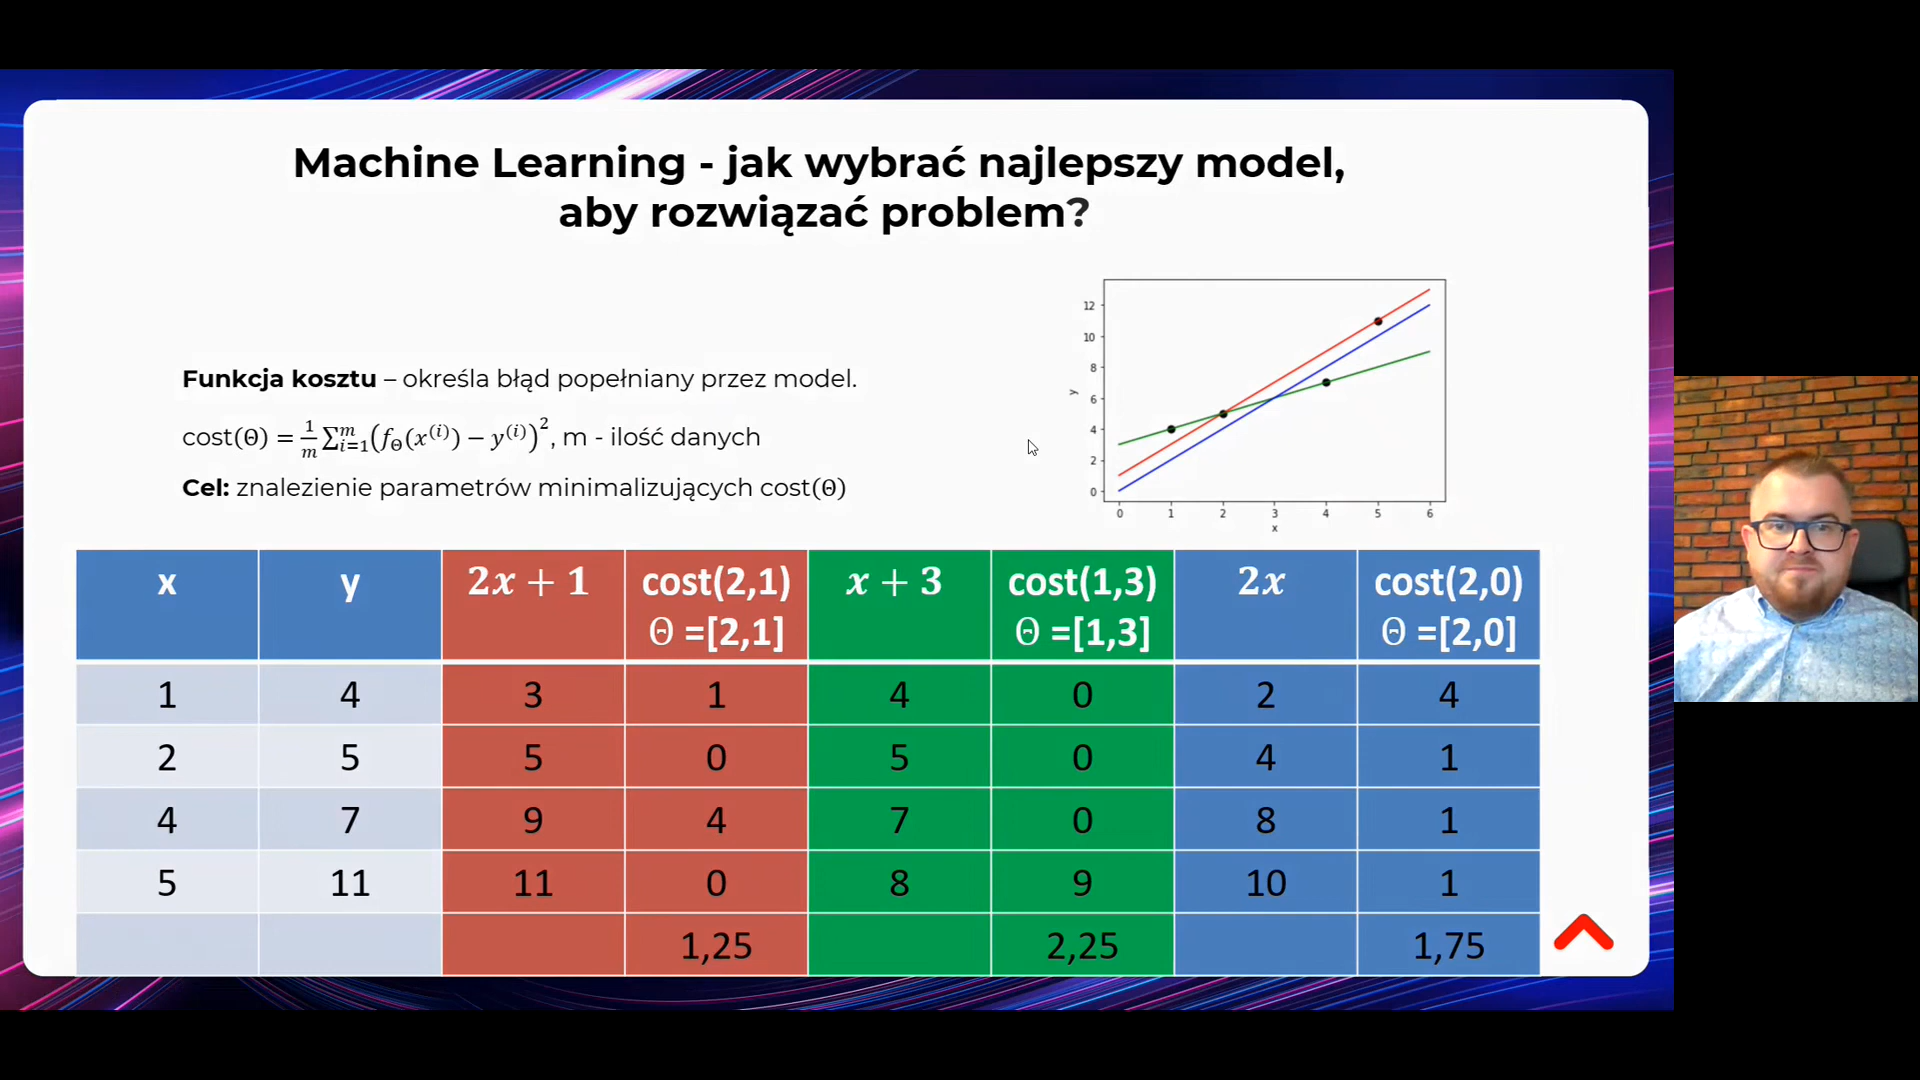 Machine Learning - jak wybrać najlepszy model,
aby rozwiązać problem?
Funkcja kosztu – określa błąd popełniany przez model.
cost(Θ) = 1/m ∑ᵢ₌₁ᵐ (f_Θ(x⁽ⁱ⁾) − y⁽ⁱ⁾)², m - ilość danych
Cel: znalezienie parametrów minimalizujących cost(Θ)
12
10
8
6
4
2
0
y
0 1 2 3 4 5 6
x
x y 2x + 1 cost(2,1) x + 3 cost(1,3) 2x cost(2,0)
Θ =[2,1] Θ =[1,3] Θ =[2,0]
1 4 3 1 4 0 2 4
2 5 5 0 5 0 4 1
4 7 9 4 7 0 8 1
5 11 11 0 8 9 10 1
1,25 2,25 1,75